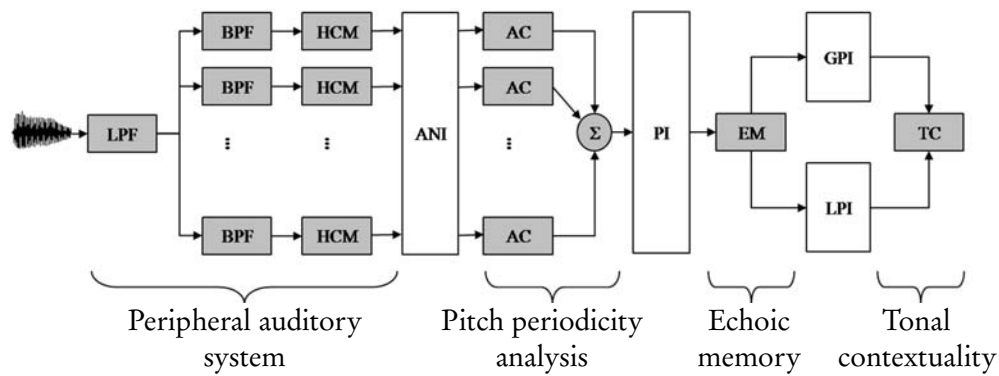 BPF HCM AC GPI
BPF HCM AC
LPF ... ... ANI ... Σ PI EM TC
LPI
BPF HCM AC
Peripheral auditory Pitch periodicity Echoic Tonal
system analysis memory contextuality